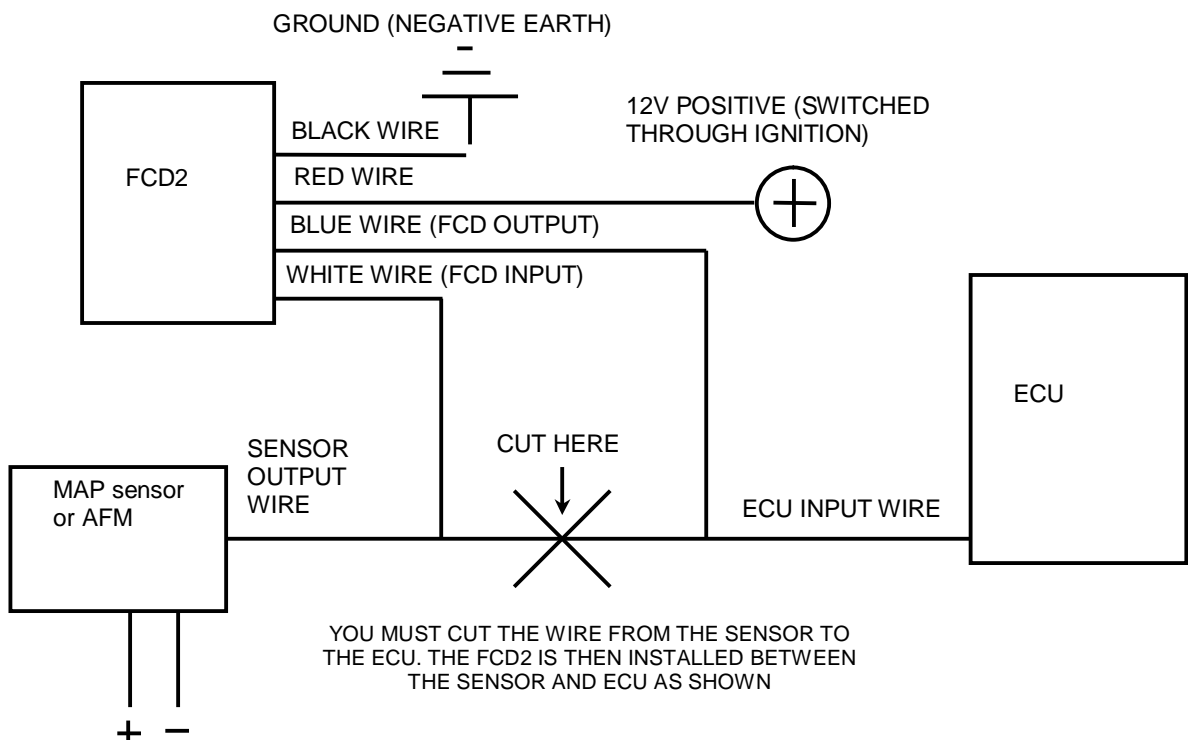 GROUND (NEGATIVE EARTH)
-
12V POSITIVE (SWITCHED
THROUGH IGNITION)
BLACK WIRE
FCD2
RED WIRE
+
BLUE WIRE (FCD OUTPUT)
WHITE WIRE (FCD INPUT)
ECU
SENSOR
OUTPUT
WIRE
CUT HERE
MAP sensor
or AFM
ECU INPUT WIRE
YOU MUST CUT THE WIRE FROM THE SENSOR TO
THE ECU. THE FCD2 IS THEN INSTALLED BETWEEN
THE SENSOR AND ECU AS SHOWN
+ −